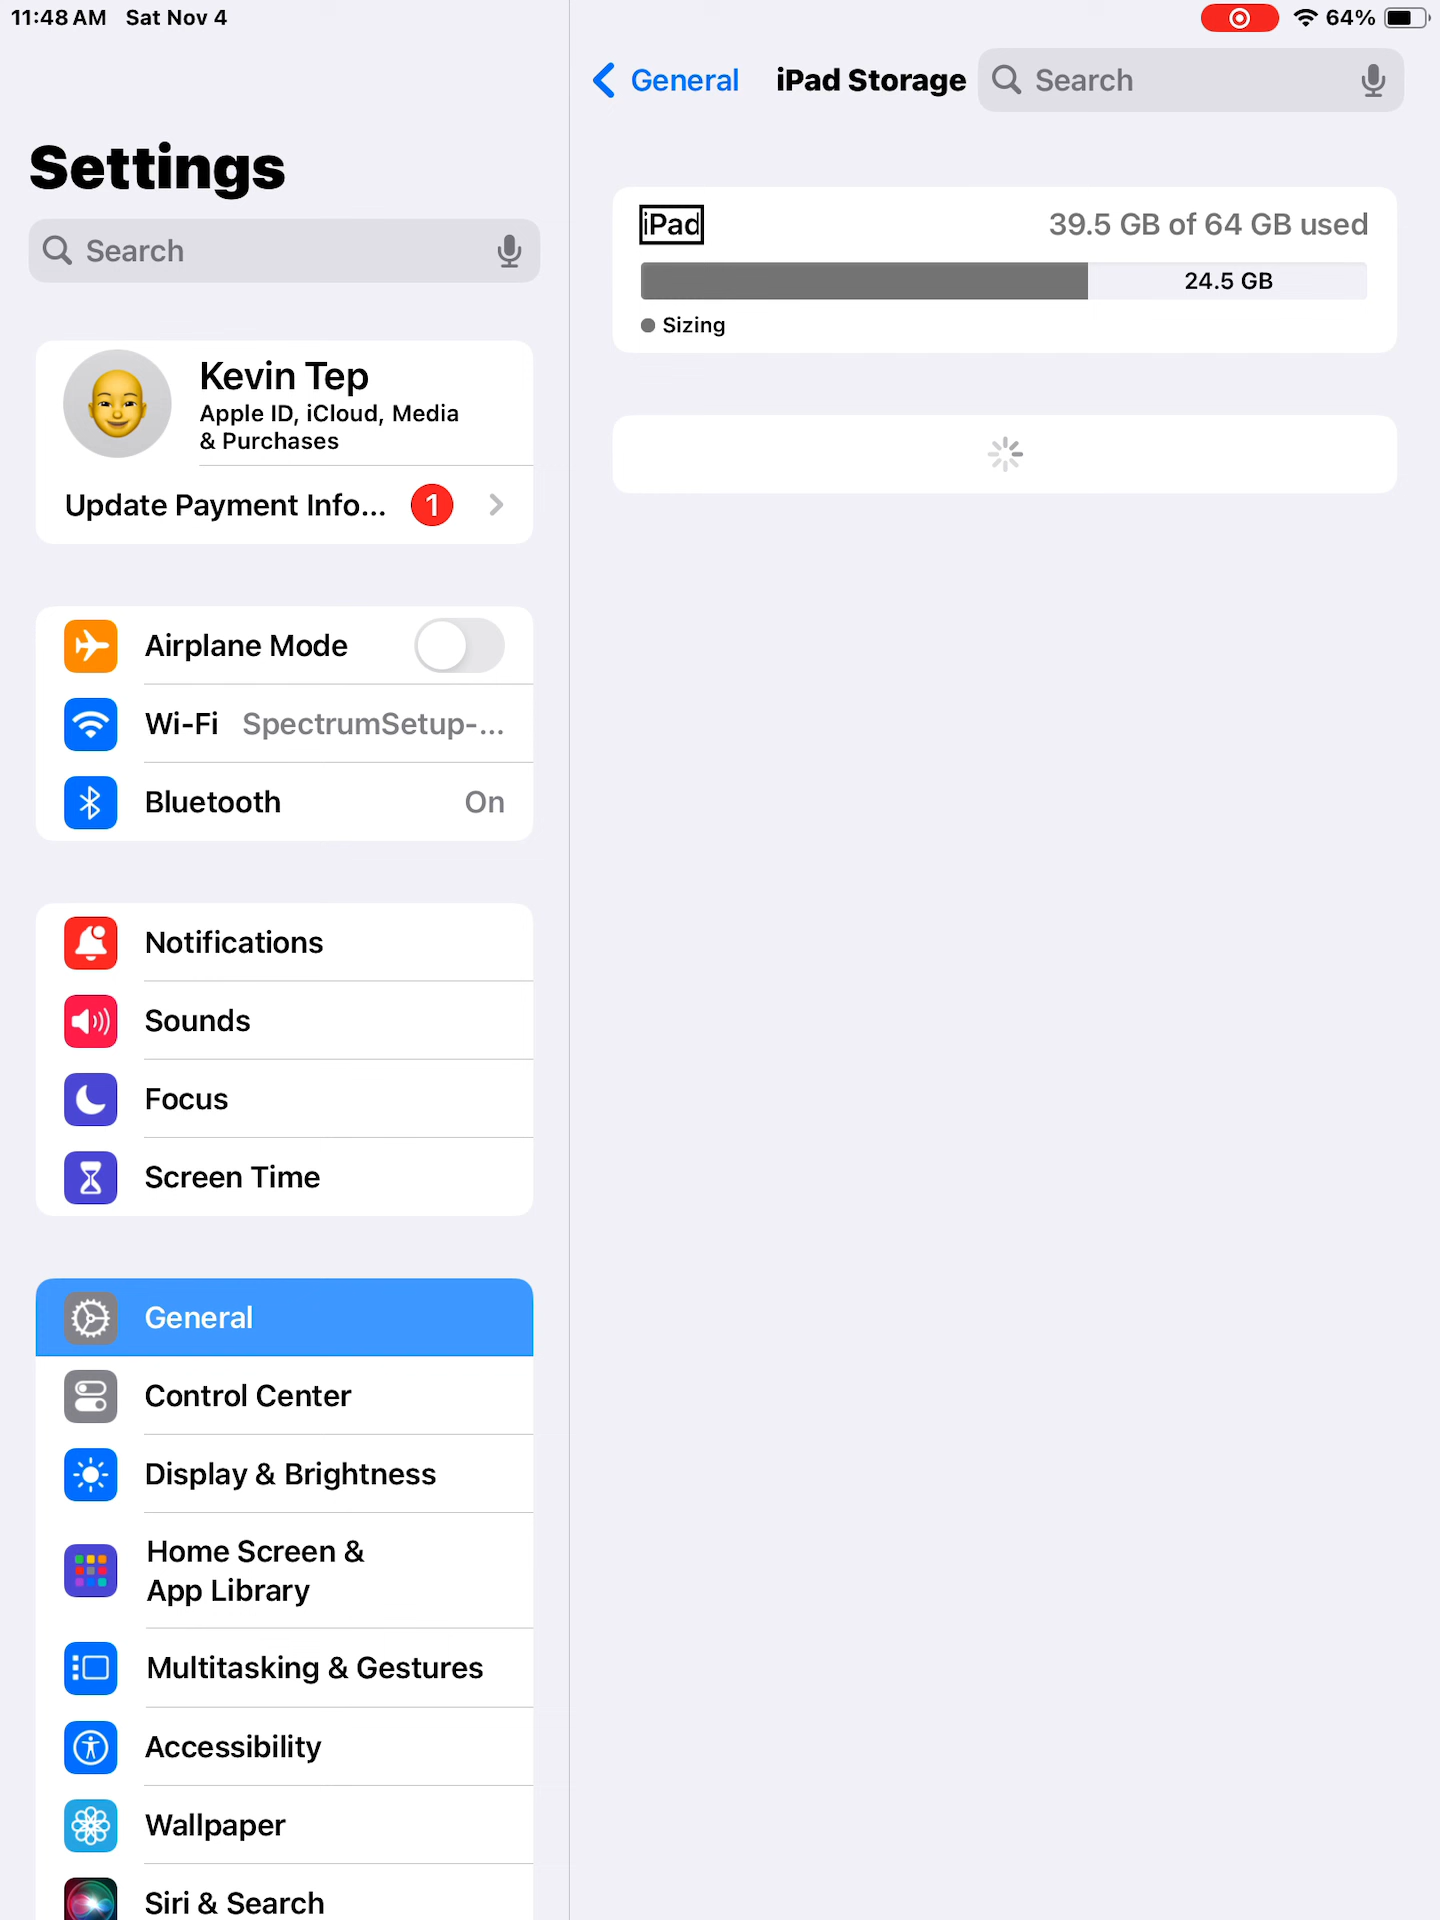 11:48 AM Sat Nov 4
64%
Settings
Search
Kevin Tep
Apple ID, iCloud, Media
& Purchases
Update Payment Info... 1
Airplane Mode
Wi-Fi SpectrumSetup-...
Bluetooth On
Notifications
Sounds
Focus
Screen Time
General
Control Center
Display & Brightness
Home Screen &
App Library
Multitasking & Gestures
Accessibility
Wallpaper
Siri & Search
General iPad Storage Search
iPad 39.5 GB of 64 GB used
24.5 GB
Sizing